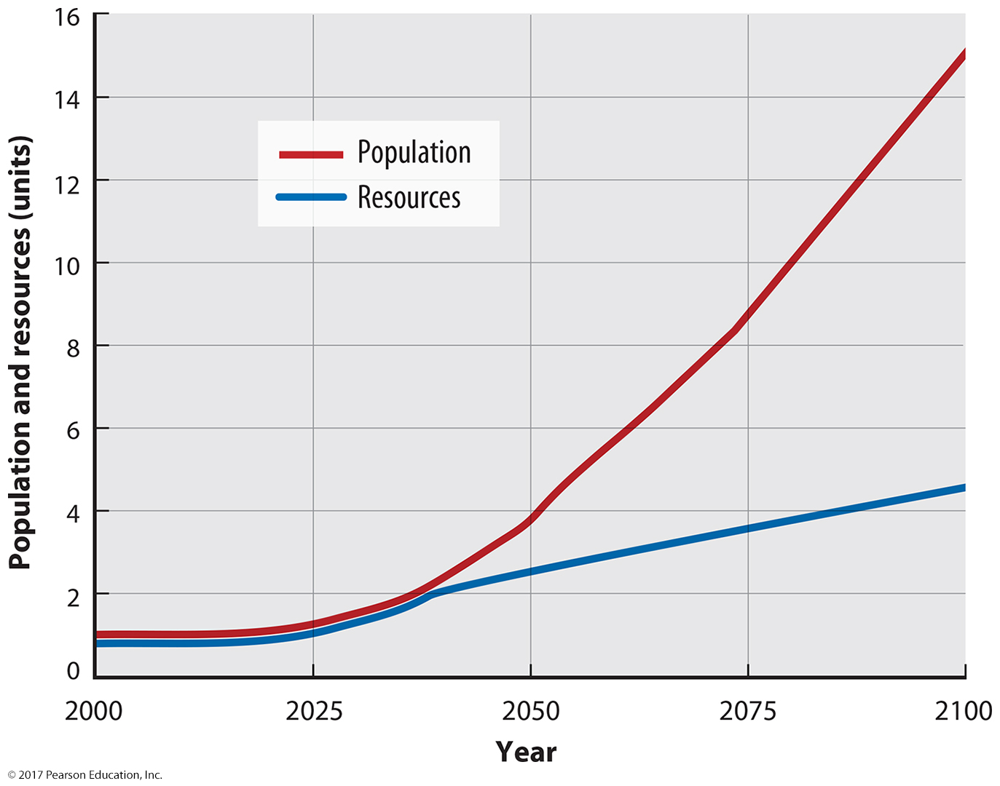 Population and resources (units)
16
14
12
10
8
6
4
2
0
Population
Resources
2000 2025 2050 2075 2100
Year
© 2017 Pearson Education, Inc.